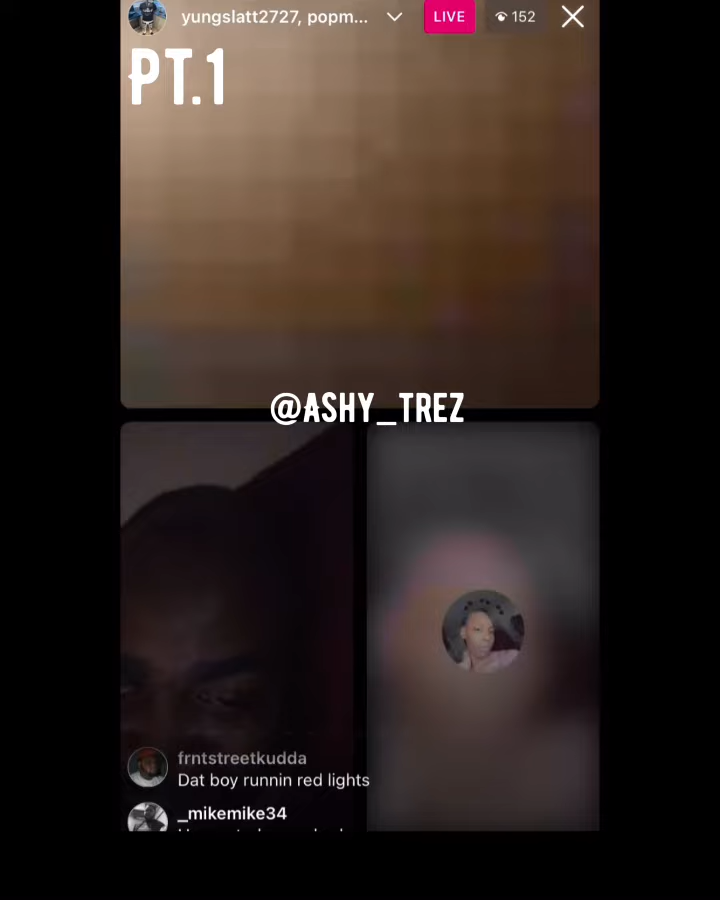 yungslatt2727, popm...
LIVE
152
PT.1
@ASHY_TREZ
frntstreetkudda
Dat boy runnin red lights
_mikemike34